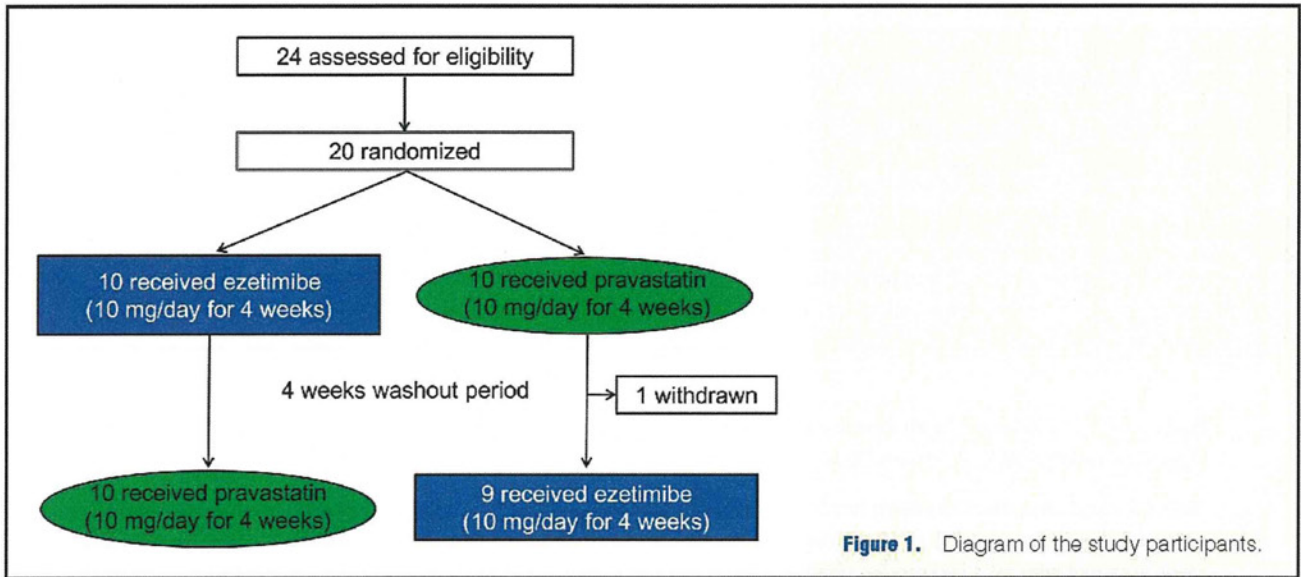 24 assessed for eligibility
20 randomized
10 received ezetimibe
(10 mg/day for 4 weeks)
10 received pravastatin
(10 mg/day for 4 weeks)
4 weeks washout period
1 withdrawn
10 received pravastatin
(10 mg/day for 4 weeks)
9 received ezetimibe
(10 mg/day for 4 weeks)
Figure 1. Diagram of the study participants.